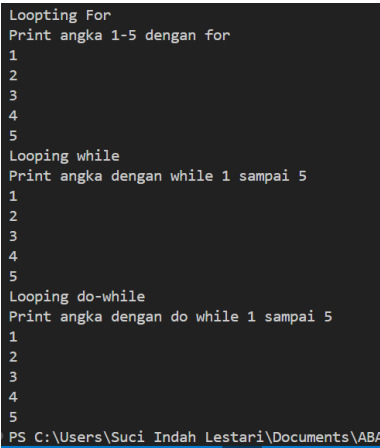 Loopting For
Print angka 1-5 dengan for
1
2
3
4
5
Looping while
Print angka dengan while 1 sampai 5
1
2
3
4
5
Looping do-while
Print angka dengan do while 1 sampai 5
1
2
3
4
5
PS C:\Users\Suci Indah Lestari\Documents\ABA